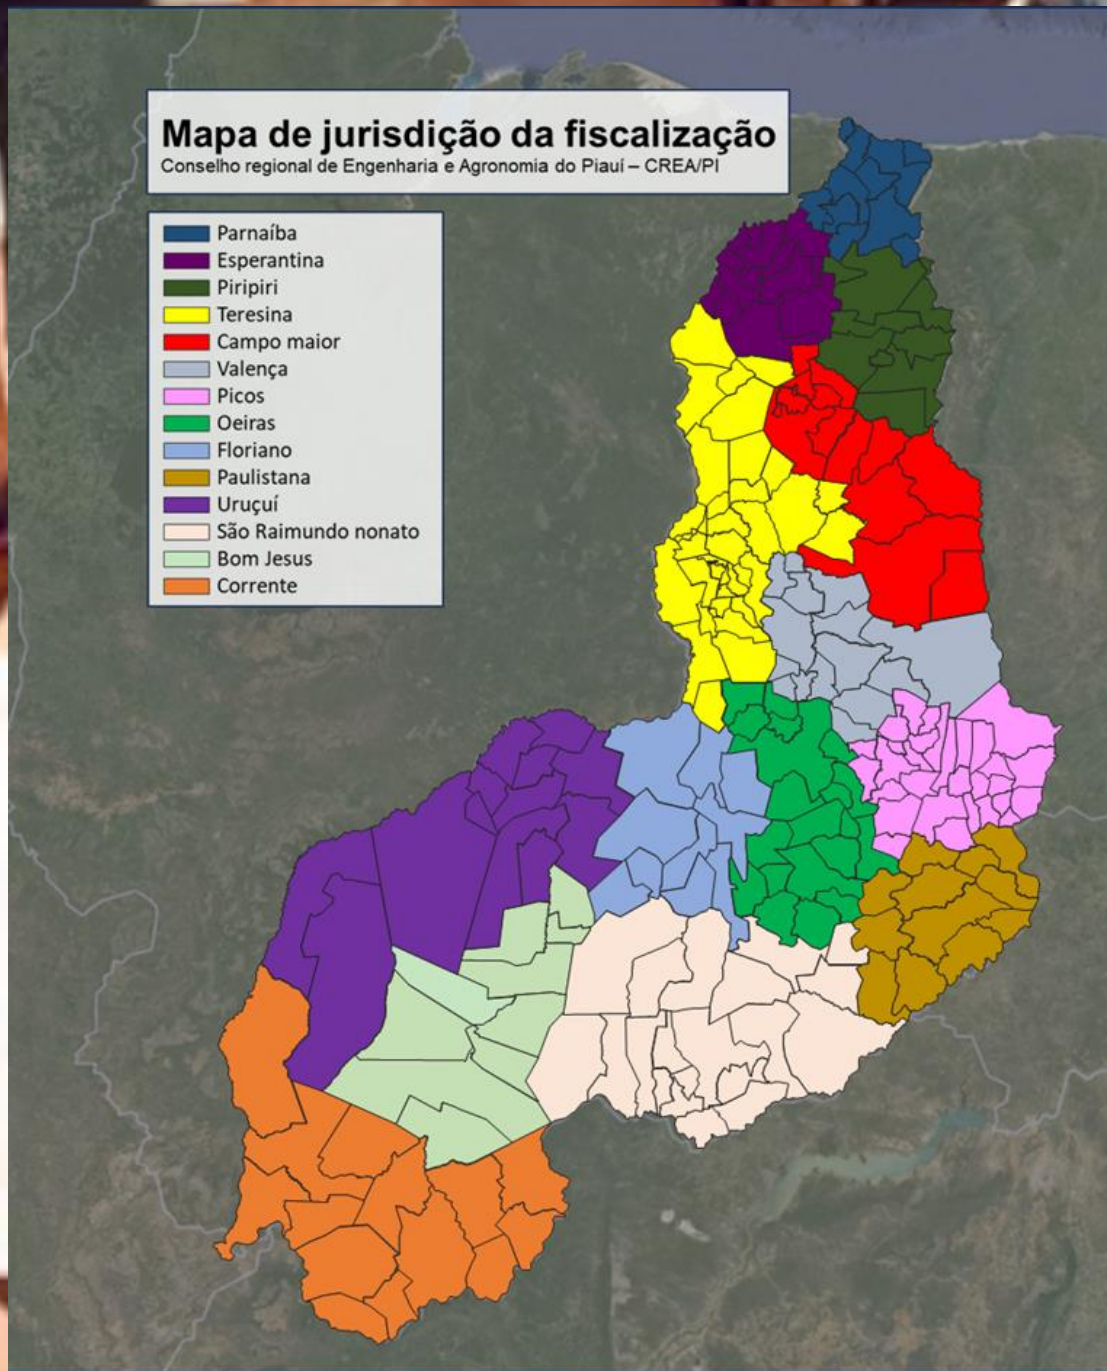 Mapa de jurisdição da fiscalização
Conselho regional de Engenharia e Agronomia do Piauí – CREA/PI
Parnaíba
Esperantina
Piripiri
Teresina
Campo maior
Valença
Picos
Oeiras
Floriano
Paulistana
Uruçuí
São Raimundo nonato
Bom Jesus
Corrente